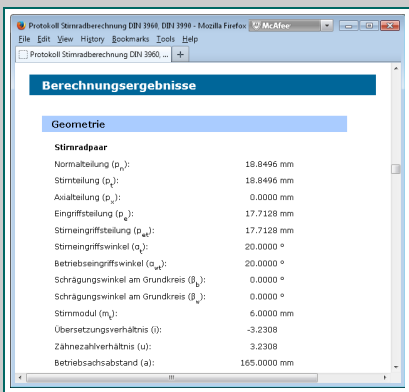 Protokoll Stirnradberechnung DIN 3960, DIN 3990 - Mozilla Firefox McAfee
File Edit View History Bookmarks Tools Help
Protokoll Stirnradberechnung DIN 3960, ... +
Berechnungsergebnisse
Geometrie
Stirnradpaar
Normalteilung (pn): 18.8496 mm
Stirnteilung (pt): 18.8496 mm
Axialteilung (px): 0.0000 mm
Eingriffsteilung (pe): 17.7128 mm
Stirneingriffsteilung (pet): 17.7128 mm
Stirneingriffswinkel (αt): 20.0000 °
Betriebseingriffswinkel (αwt): 20.0000 °
Schrägungswinkel am Grundkreis (βb): 0.0000 °
Schrägungswinkel am Grundkreis (βv): 0.0000 °
Stirnmodul (mt): 6.0000 mm
Übersetzungsverhältnis (i): -3.2308
Zähnezahlverhältnis (u): 3.2308
Betriebsachsabstand (a): 165.0000 mm